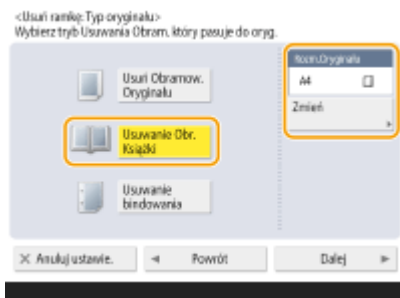 <Usuń ramkę: Typ oryginału>
Wybierz tryb Usuwania Obram. który pasuje do oryg.
Rozm.Oryginału
A4
Usuń Obramow.
Oryginału
Zmień
Usuwanie Obr.
Książki
Usuwanie
bindowania
Anuluj ustawie.
Powrót
Dalej